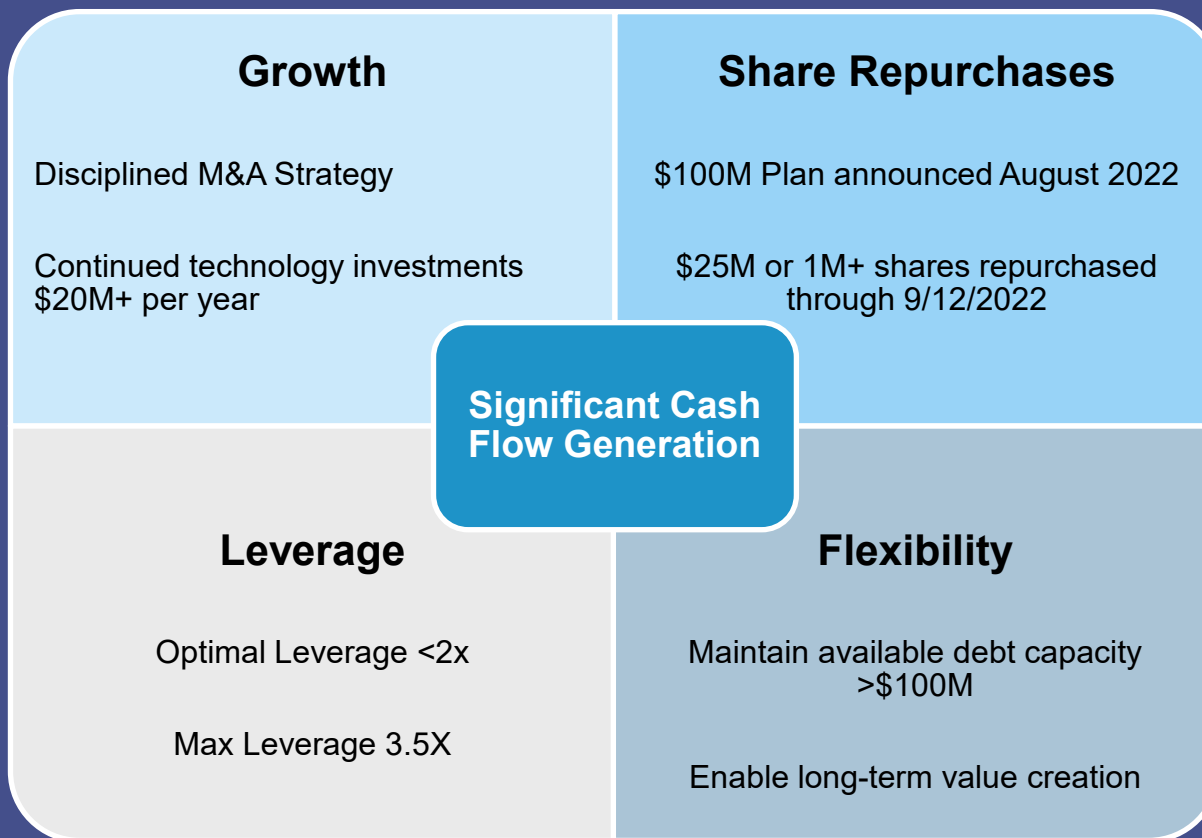 Growth
Disciplined M&A Strategy
Continued technology investments
$20M+ per year
Share Repurchases
$100M Plan announced August 2022
$25M or 1M+ shares repurchased
through 9/12/2022
Significant Cash
Flow Generation
Leverage
Optimal Leverage <2x
Max Leverage 3.5X
Flexibility
Maintain available debt capacity
>$100M
Enable long-term value creation